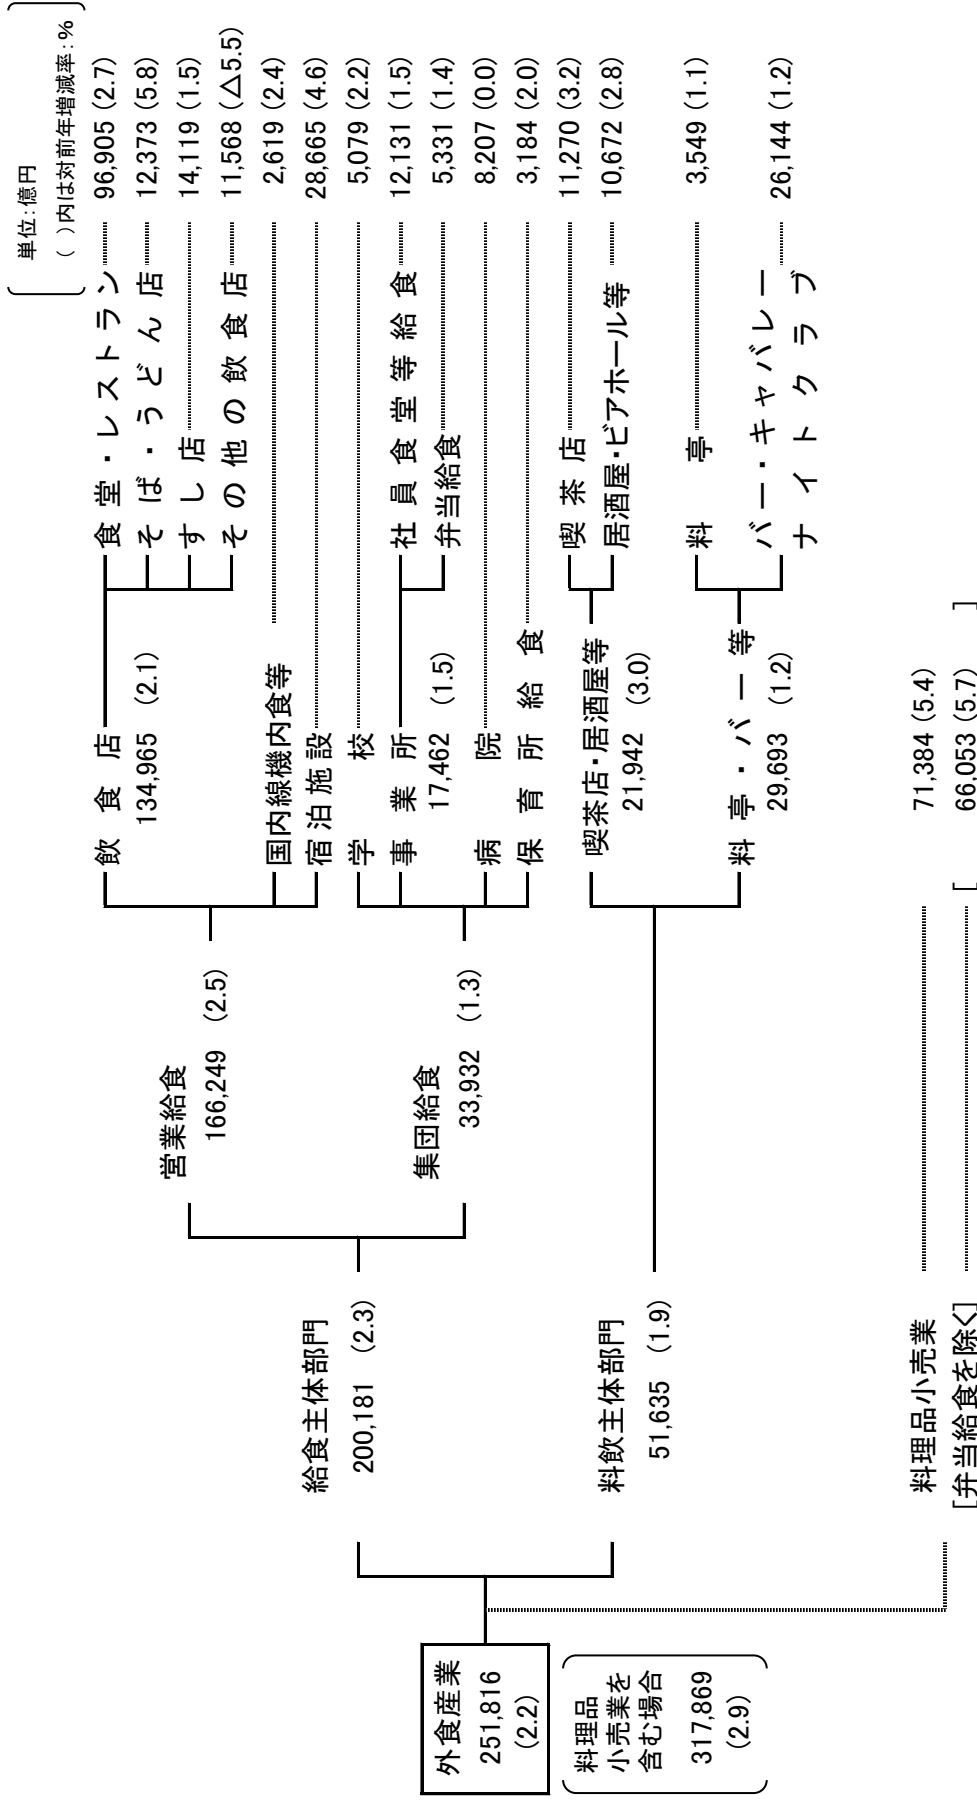 単位：億円
（ ）内は対前年増減率：％
外食産業
251,816
(2.2)
料理品
小売業を
含む場合
317,869
(2.9)
給食主体部門
200,181 (2.3)
営業給食
166,249 (2.5)
飲食店
134,965 (2.1)
食堂・レストラン 96,905 (2.7)
そば・うどん店 12,373 (5.8)
すし店 14,119 (1.5)
その他の飲食店 11,568 (△5.5)
国内線機内食等 2,619 (2.4)
宿泊施設 28,665 (4.6)
集団給食
33,932 (1.3)
学校 5,079 (2.2)
事業所
17,462 (1.5)
社員食堂等給食 12,131 (1.5)
弁当給食 5,331 (1.4)
病院 8,207 (0.0)
保育所給食 3,184 (2.0)
料飲主体部門
51,635 (1.9)
喫茶店・居酒屋等
21,942 (3.0)
喫茶店 11,270 (3.2)
居酒屋・ビアホール等 10,672 (2.8)
料亭・バー等
29,693 (1.2)
料亭 3,549 (1.1)
バー・キャバレー
ナイトクラブ 26,144 (1.2)
料理品小売業 71,384 (5.4)
[弁当給食を除く] [ 66,053 (5.7) ]